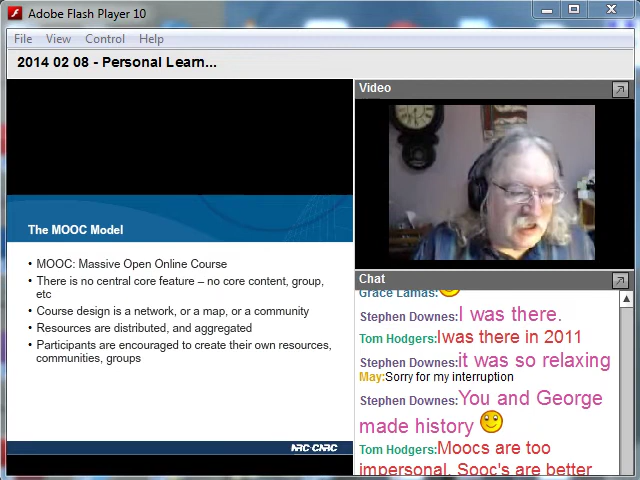 Adobe Flash Player 10
File View Control Help
2014 02 08 - Personal Learn...
The MOOC Model
• MOOC: Massive Open Online Course
• There is no central core feature – no core content, group,
etc
• Course design is a network, or a map, or a community
• Resources are distributed, and aggregated
• Participants are encouraged to create their own resources,
communities, groups
NRC·CNRC
Video
Chat
Grace Lamas:
Stephen Downes:I was there.
Tom Hodgers:Iwas there in 2011
Stephen Downes:it was so relaxing
May:Sorry for my interruption
Stephen Downes:You and George
made history
Tom Hodgers:Moocs are too
impersonal. Sooc's are better